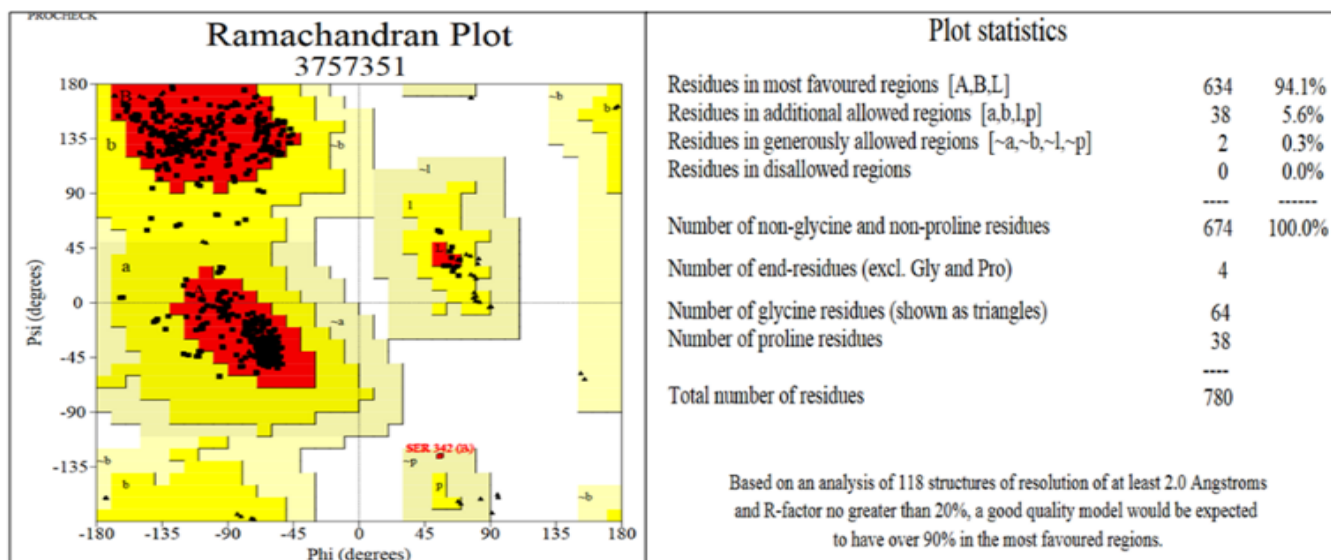 PROCHECK
Ramachandran Plot
3757351
B
b
~b
~b
b
~l
l
a
A
~a
SER 342 (A)
~b
~p
b
p
~b
180
135
90
45
0
-45
-90
-135
-180
Psi (degrees)
-180 -135 -90 -45 0 45 90 135 180
Phi (degrees)
Plot statistics
Residues in most favoured regions [A,B,L] 634 94.1%
Residues in additional allowed regions [a,b,l,p] 38 5.6%
Residues in generously allowed regions [~a,~b,~l,~p] 2 0.3%
Residues in disallowed regions 0 0.0%
---- ------
Number of non-glycine and non-proline residues 674 100.0%
Number of end-residues (excl. Gly and Pro) 4
Number of glycine residues (shown as triangles) 64
Number of proline residues 38
----
Total number of residues 780
Based on an analysis of 118 structures of resolution of at least 2.0 Angstroms
and R-factor no greater than 20%, a good quality model would be expected
to have over 90% in the most favoured regions.